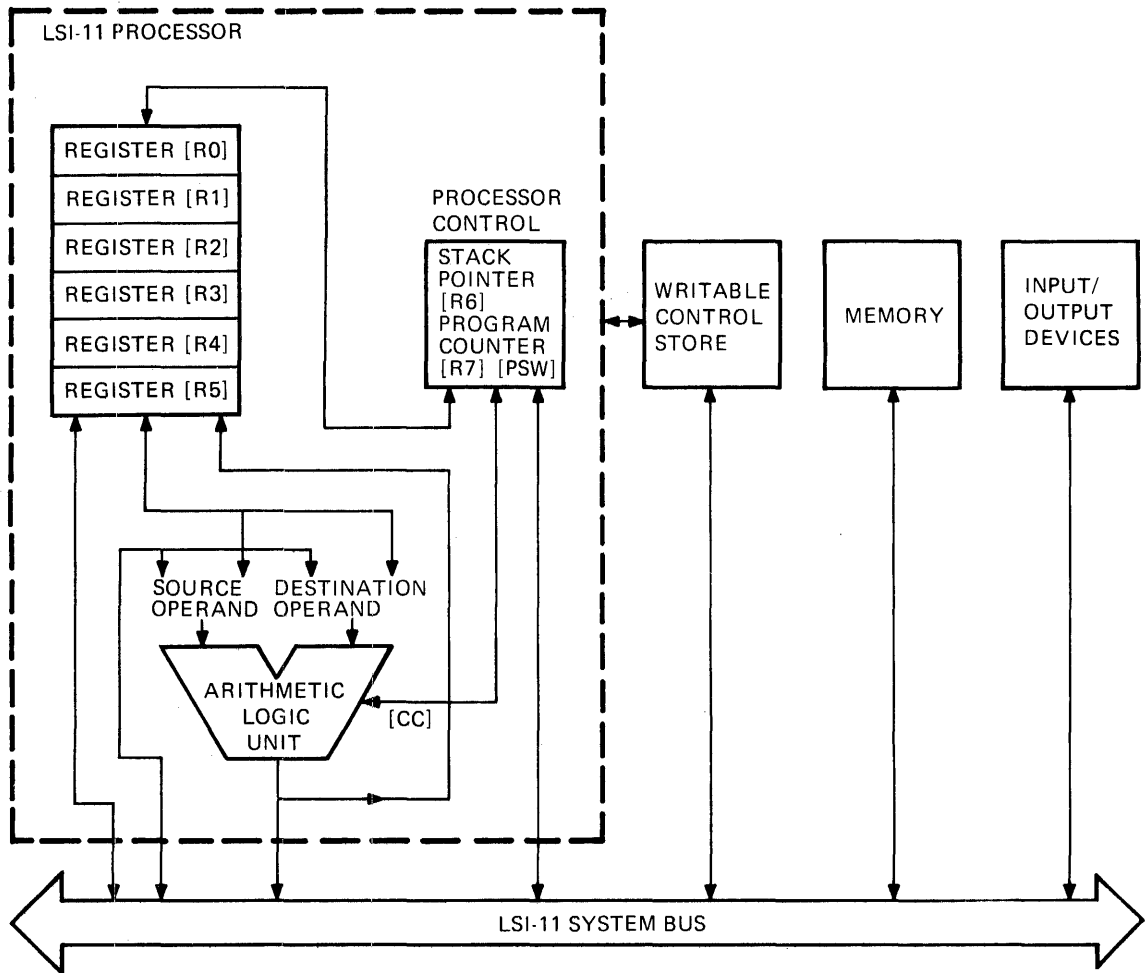 LSI-11 PROCESSOR
REGISTER [R0]
REGISTER [R1]
REGISTER [R2]
REGISTER [R3]
REGISTER [R4]
REGISTER [R5]
PROCESSOR
CONTROL
STACK
POINTER
[R6]
PROGRAM
COUNTER
[R7] [PSW]
WRITABLE
CONTROL
STORE
MEMORY
INPUT/
OUTPUT
DEVICES
SOURCE
OPERAND
DESTINATION
OPERAND
ARITHMETIC
LOGIC
UNIT
[CC]
LSI-11 SYSTEM BUS